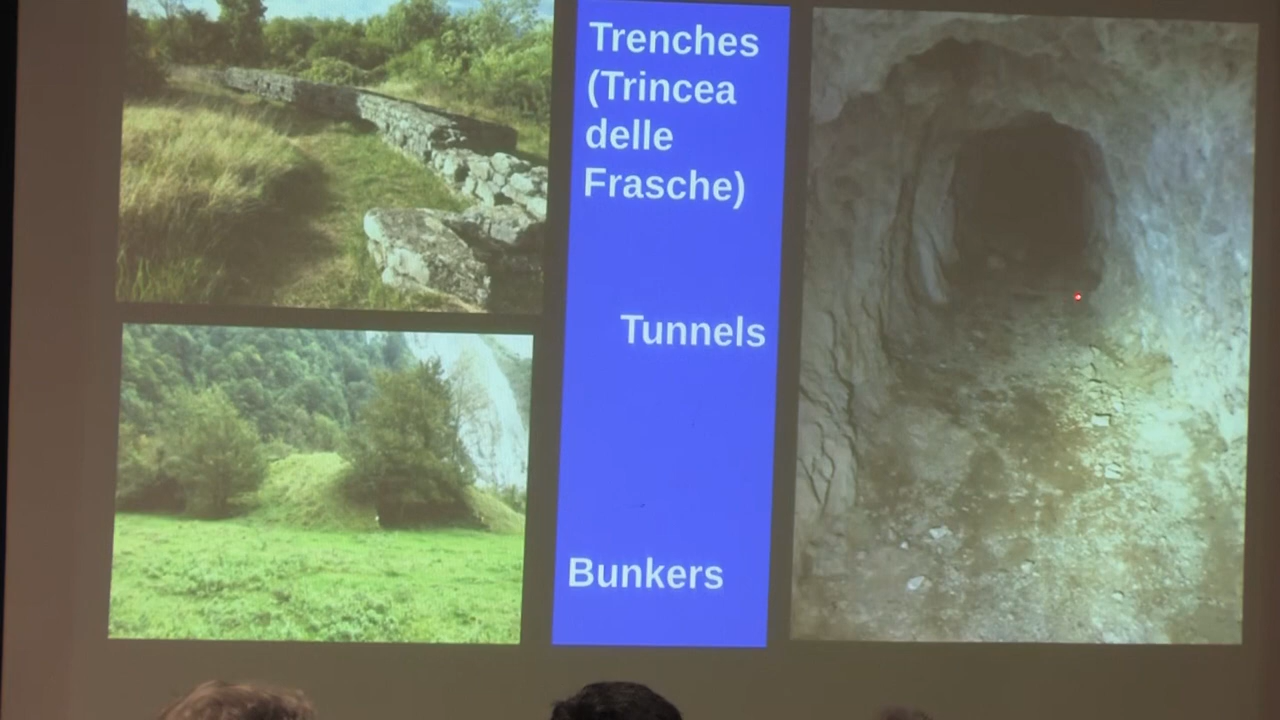 Trenches
(Trincea
delle
Frasche)
Tunnels
Bunkers